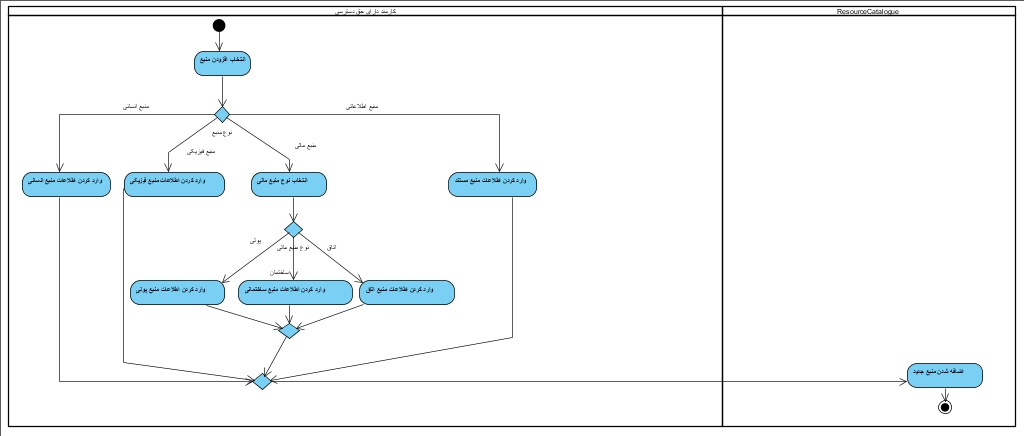 کارمند دارای حق دسترسی
ResourceCatalogue
انتخاب افزودن منبع
منبع انسانی
منبع اطلاعاتی
نوع منبع
منبع فیزیکی
منبع مالی
وارد کردن اطلاعات منبع انسانی
وارد کردن اطلاعات منبع فیزیکی
انتخاب نوع منبع مالی
وارد کردن اطلاعات منبع مستند
پولی
نوع منبع مالی
اتاق
ساختمان
وارد کردن اطلاعات منبع پولی
وارد کردن اطلاعات منبع ساختمانی
وارد کردن اطلاعات منبع اتاق
اضافه شدن منبع جدید